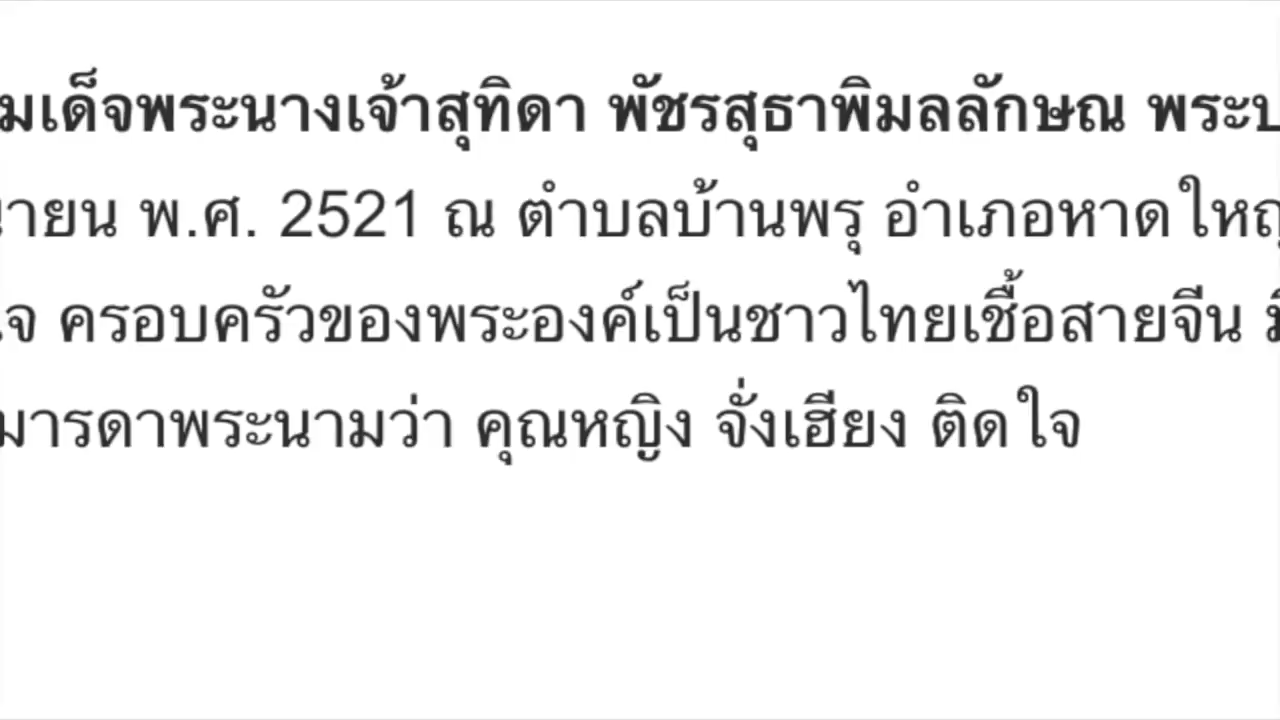 มเด็จพระนางเจ้าสุทิดา พัชรสุธาพิมลลักษณ พระบ
นายน พ.ศ. 2521 ณ ตำบลบ้านพรุ อำเภอหาดใหญ
ใจ ครอบครัวของพระองค์เป็นชาวไทยเชื้อสายจีน มี
มารดาพระนามว่า คุณหญิง จั่งเฮียง ติดใจ